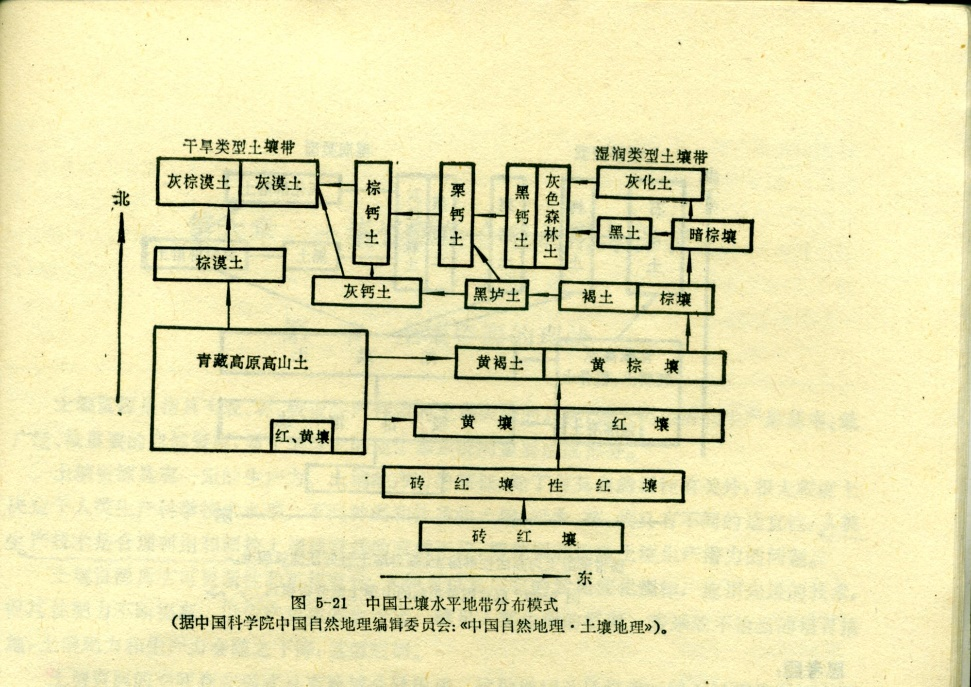 干旱类型土壤带
湿润类型土壤带
灰棕漠土
灰漠土
棕钙土
栗钙土
黑钙土
灰色森林土
灰化土
北
黑土
暗棕壤
棕漠土
灰钙土
黑垆土
褐土
棕壤
青藏高原高山土
黄褐土
黄棕壤
红、黄壤
黄壤
红壤
砖红壤性红壤
砖红壤
东
图 5-21 中国土壤水平地带分布模式
(据中国科学院中国自然地理编辑委员会:《中国自然地理·土壤地理》)。